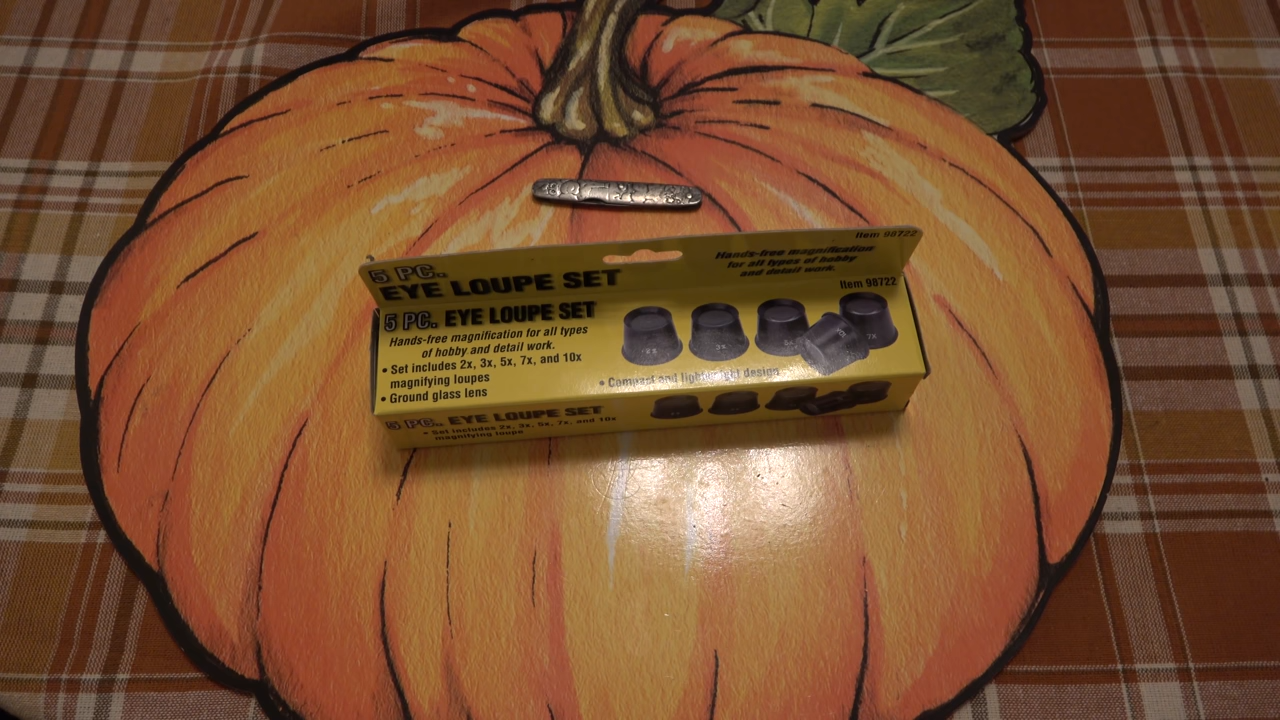 Item 98722
5 PC.
EYE LOUPE SET
Hands-free magnification
for all types of hobby
and detail work.
Item 98722
5 PC. EYE LOUPE SET
Hands-free magnification for all types
of hobby and detail work.
• Set includes 2x, 3x, 5x, 7x, and 10x
magnifying loupes
• Ground glass lens
• Compact and lightweight design
3x
7x
5 PC. EYE LOUPE SET
• Set includes 2x, 3x, 5x, 7x, and 10x
magnifying loupe